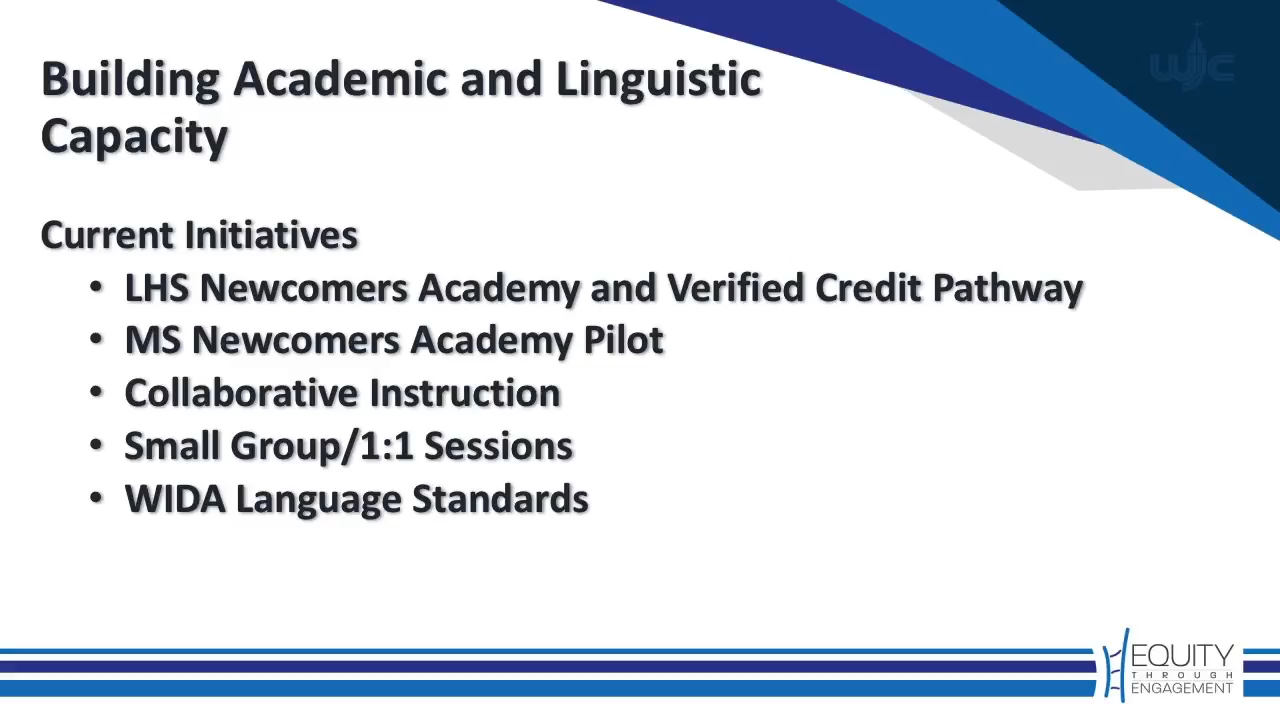 WJC
Building Academic and Linguistic
Capacity
Current Initiatives
• LHS Newcomers Academy and Verified Credit Pathway
• MS Newcomers Academy Pilot
• Collaborative Instruction
• Small Group/1:1 Sessions
• WIDA Language Standards
EQUITY
THROUGH
ENGAGEMENT